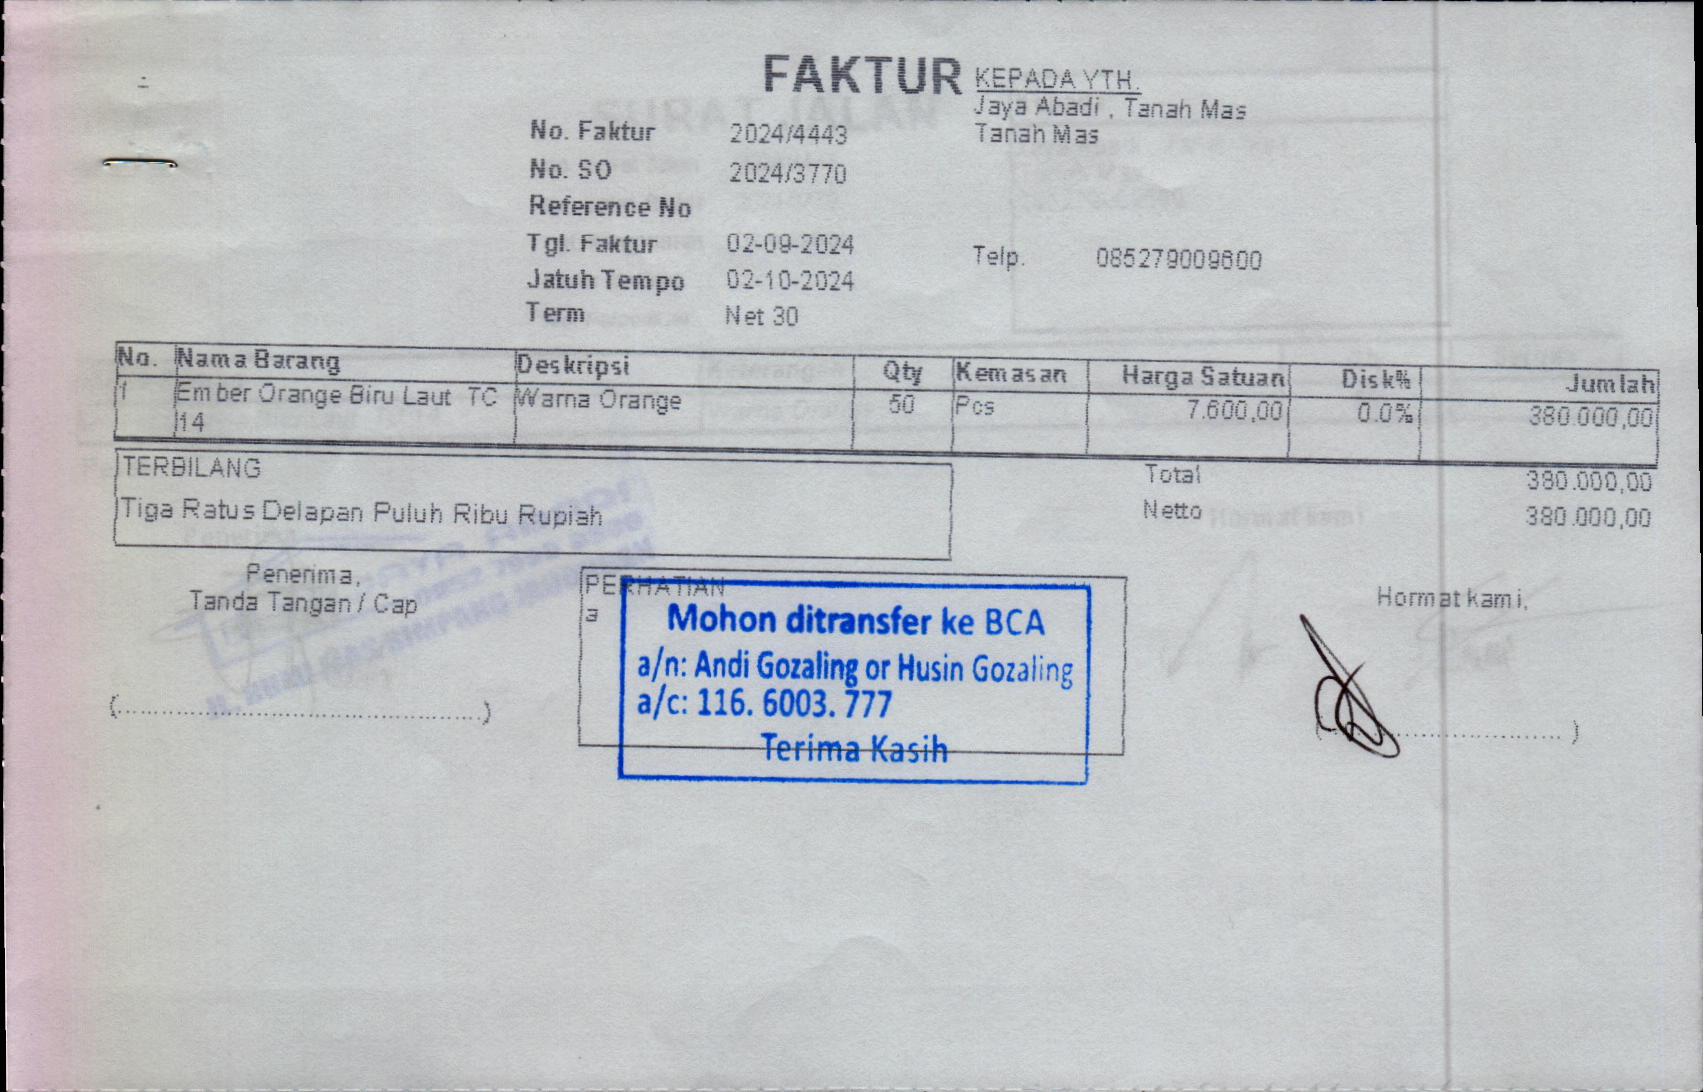 FAKTUR
KEPADA YTH.
Jaya Abadi , Tanah Mas
Tanah Mas
No. Faktur 2024/4443
No. SO 2024/3770
Reference No
Tgl. Faktur 02-09-2024
Jatuh Tempo 02-10-2024
Term Net 30
Telp. 085279009600
No. Nama Barang Deskripsi Qty Kemasan Harga Satuan Disk% Jumlah
1 Ember Orange Biru Laut TC Warna Orange 50 Pcs 7.600,00 0.0% 380.000,00
14
TERBILANG
Tiga Ratus Delapan Puluh Ribu Rupiah
Total 380.000,00
Netto 380.000,00
Penerima,
Tanda Tangan / Cap
(..............................................)
PERHATIAN
a
Mohon ditransfer ke BCA
a/n: Andi Gozaling or Husin Gozaling
a/c: 116. 6003. 777
Terima Kasih
Hormat kami,
SURAT JALAN
Hormat kami